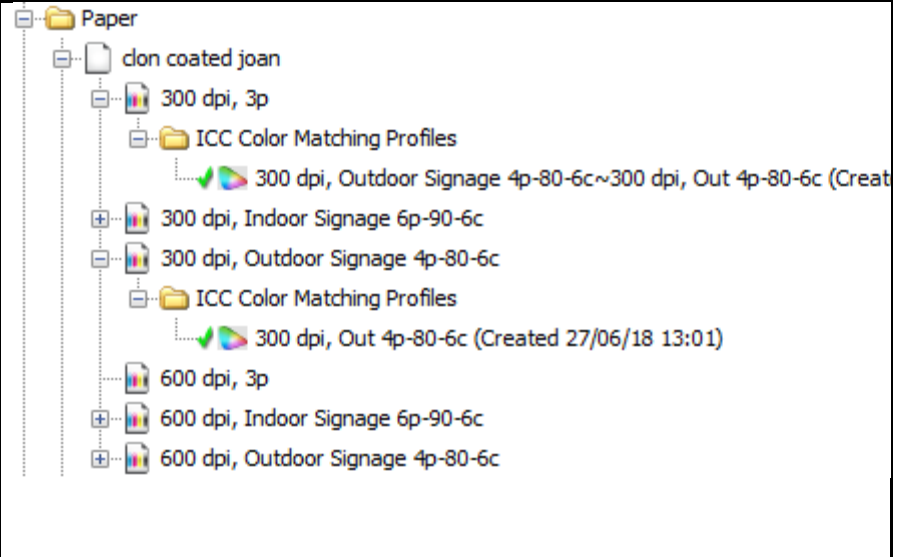 Paper
clon coated joan
300 dpi, 3p
ICC Color Matching Profiles
300 dpi, Outdoor Signage 4p-80-6c~300 dpi, Out 4p-80-6c (Creat
300 dpi, Indoor Signage 6p-90-6c
300 dpi, Outdoor Signage 4p-80-6c
ICC Color Matching Profiles
300 dpi, Out 4p-80-6c (Created 27/06/18 13:01)
600 dpi, 3p
600 dpi, Indoor Signage 6p-90-6c
600 dpi, Outdoor Signage 4p-80-6c